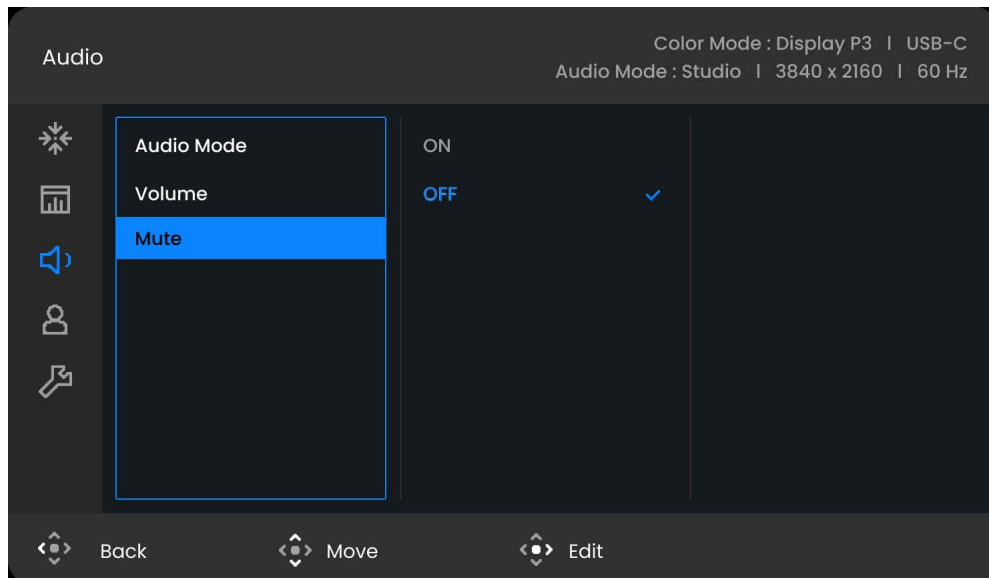 Audio
Color Mode : Display P3 I USB-C
Audio Mode : Studio I 3840 x 2160 I 60 Hz
Audio Mode
ON
Volume
OFF
Mute
Back
Move
Edit